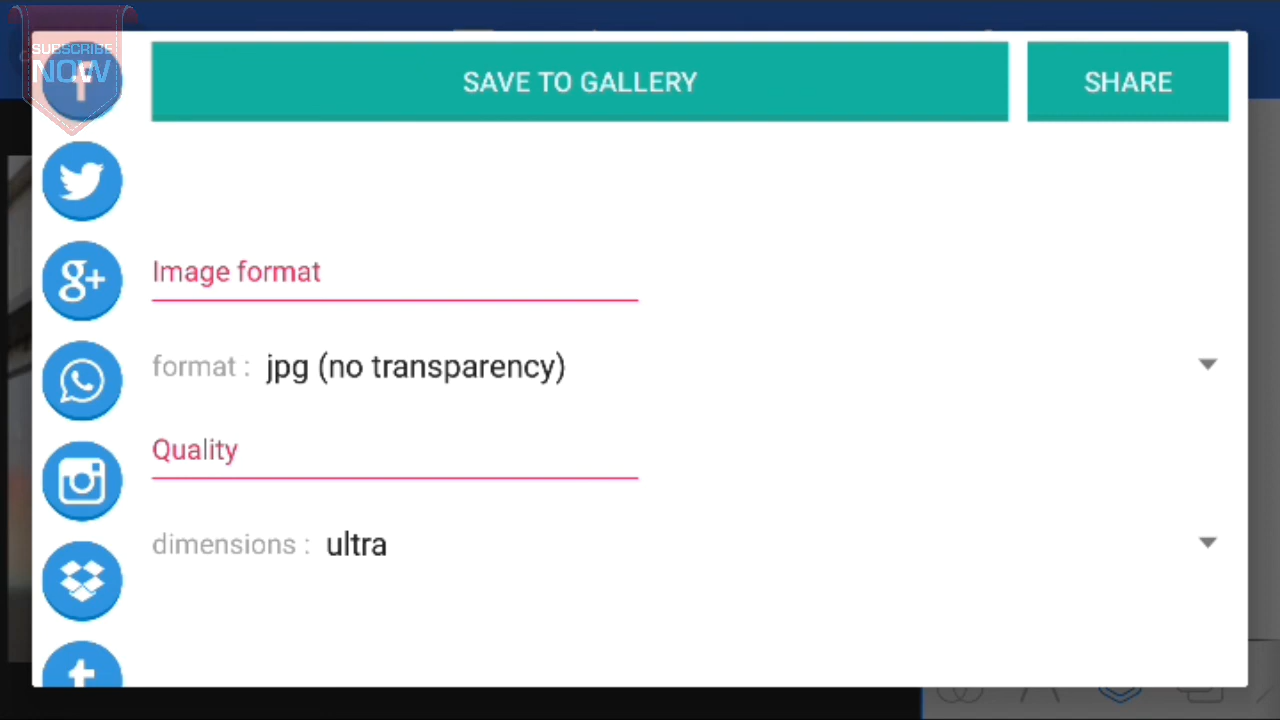 SUBSCRIBE
NOW
SAVE TO GALLERY
SHARE
Image format
format : jpg (no transparency)
Quality
dimensions : ultra